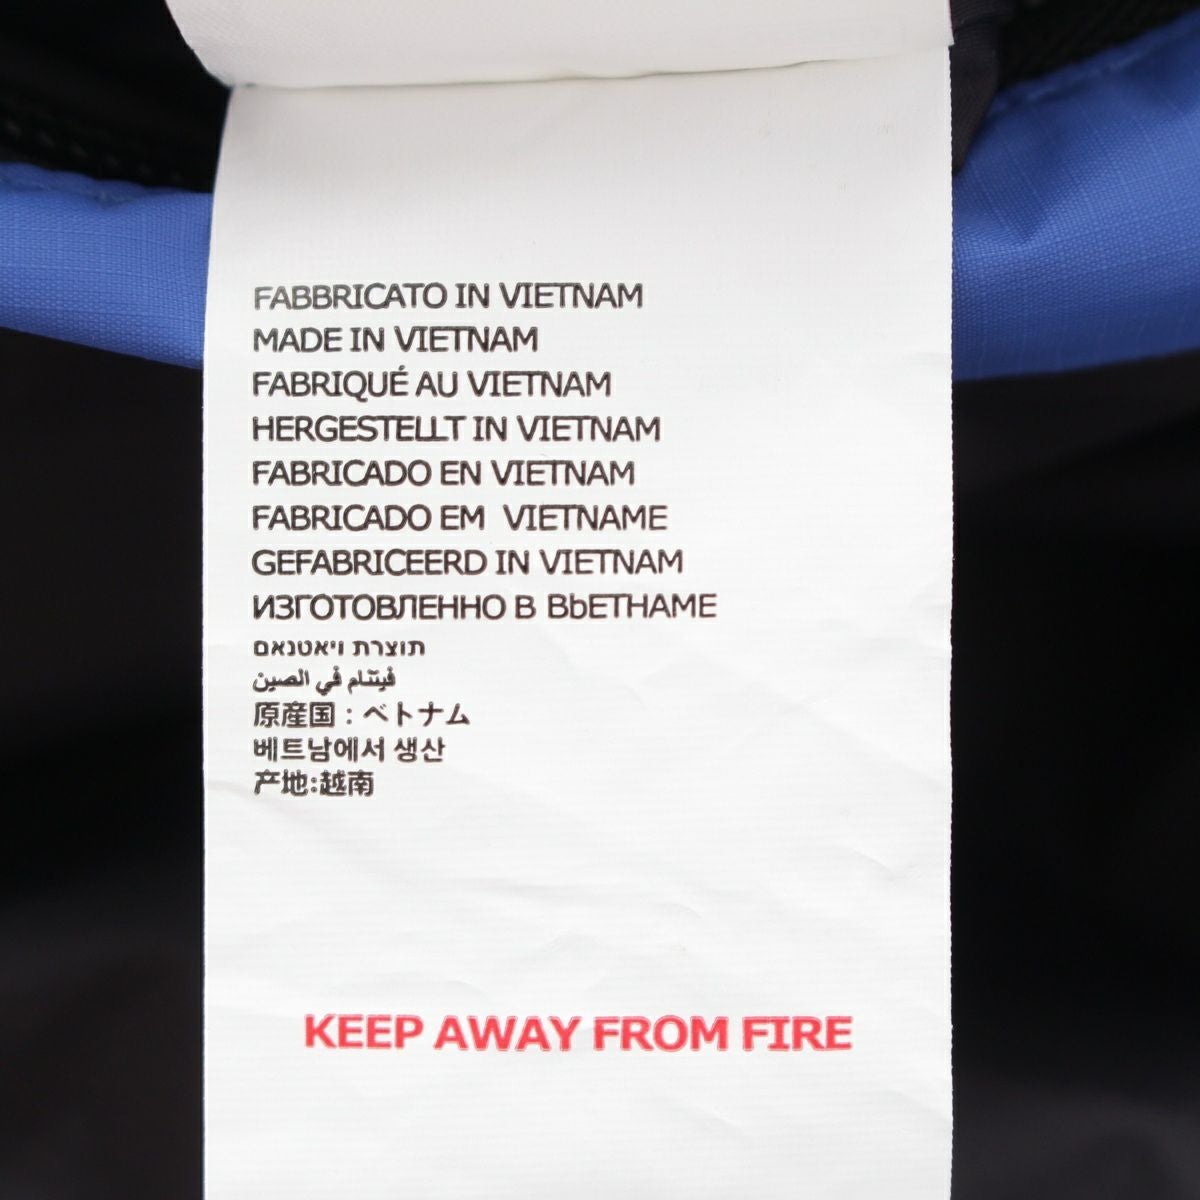 FABBRICATO IN VIETNAM
MADE IN VIETNAM
FABRIQUÉ AU VIETNAM
HERGESTELLT IN VIETNAM
FABRICADO EN VIETNAM
FABRICADO EM VIETNAME
GEFABRICEERD IN VIETNAM
ИЗГОТОВЛЕННО В ВЬЕТНАМЕ
תוצרת ויאטנאם
فيتنام في الصين
原産国：ベトナム
베트남에서 생산
产地:越南
KEEP AWAY FROM FIRE